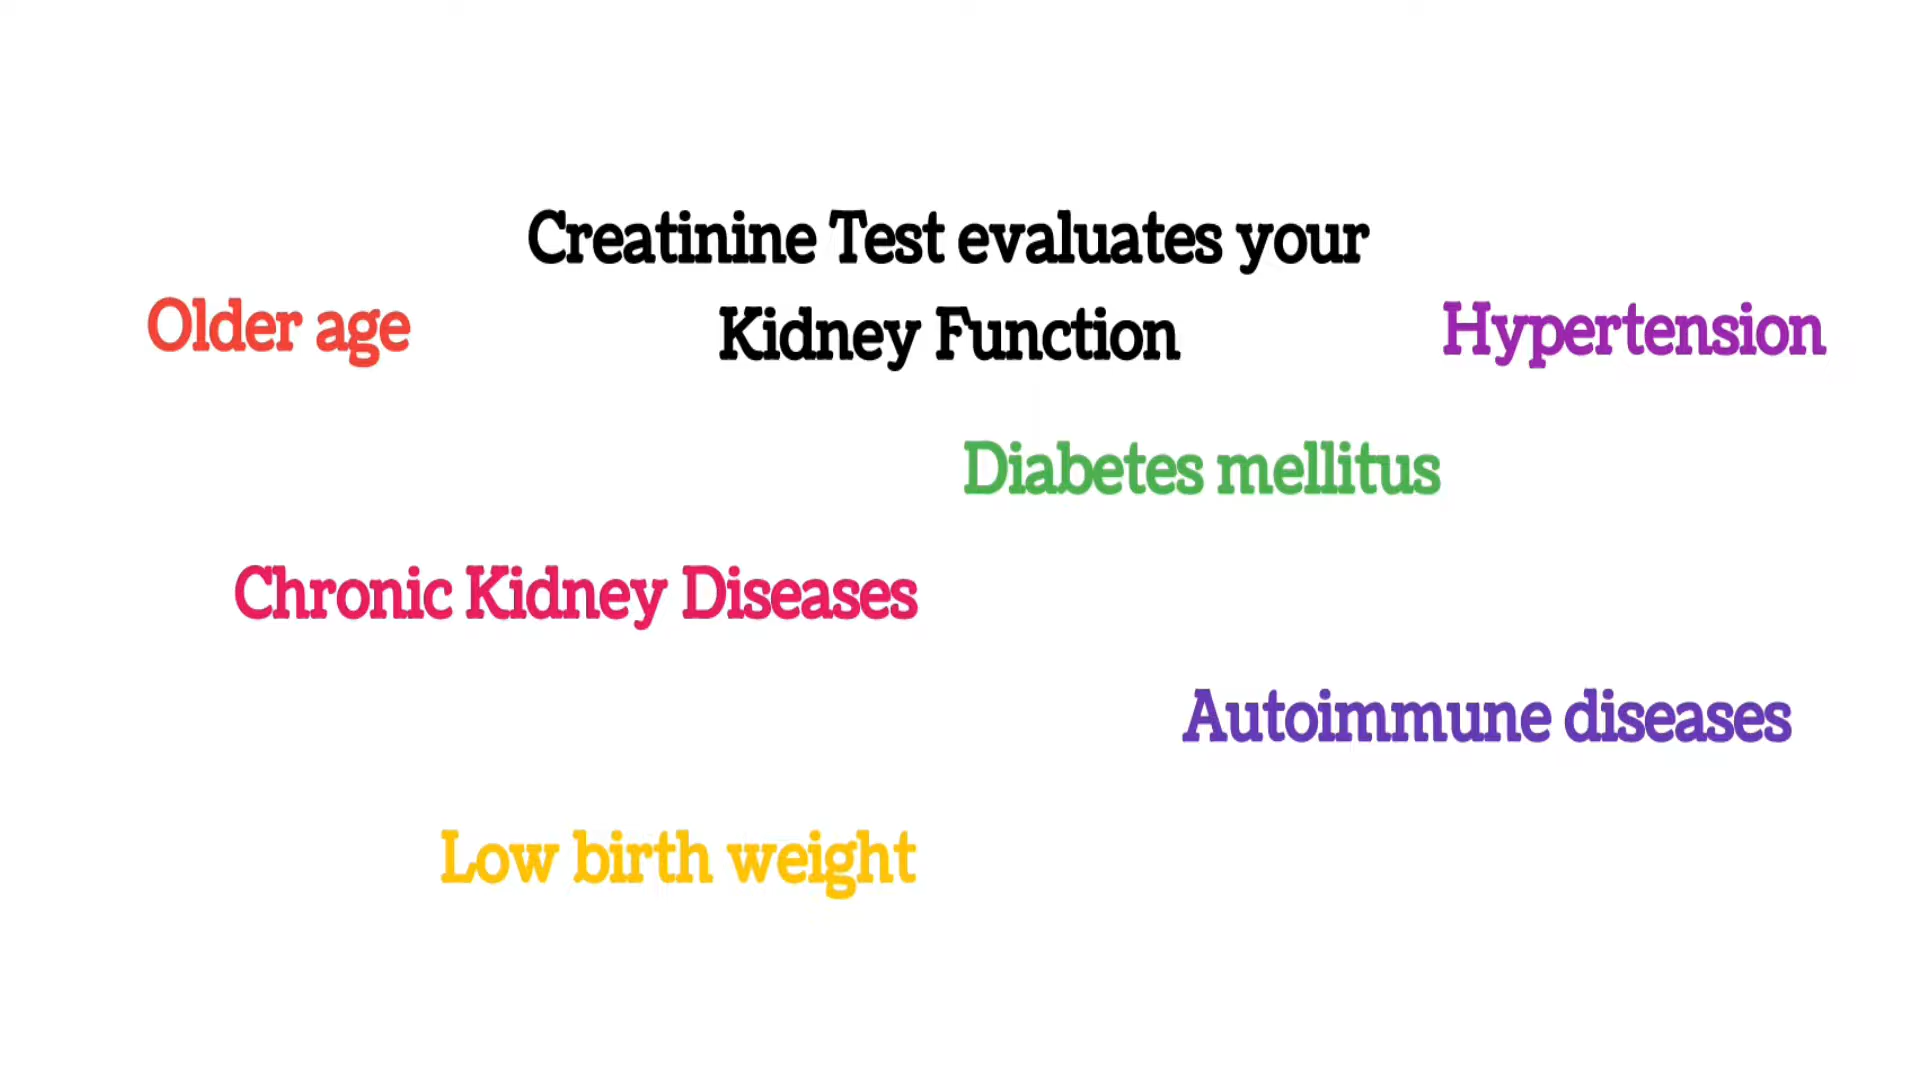 Creatinine Test evaluates your
Kidney Function
Older age
Hypertension
Diabetes mellitus
Chronic Kidney Diseases
Autoimmune diseases
Low birth weight